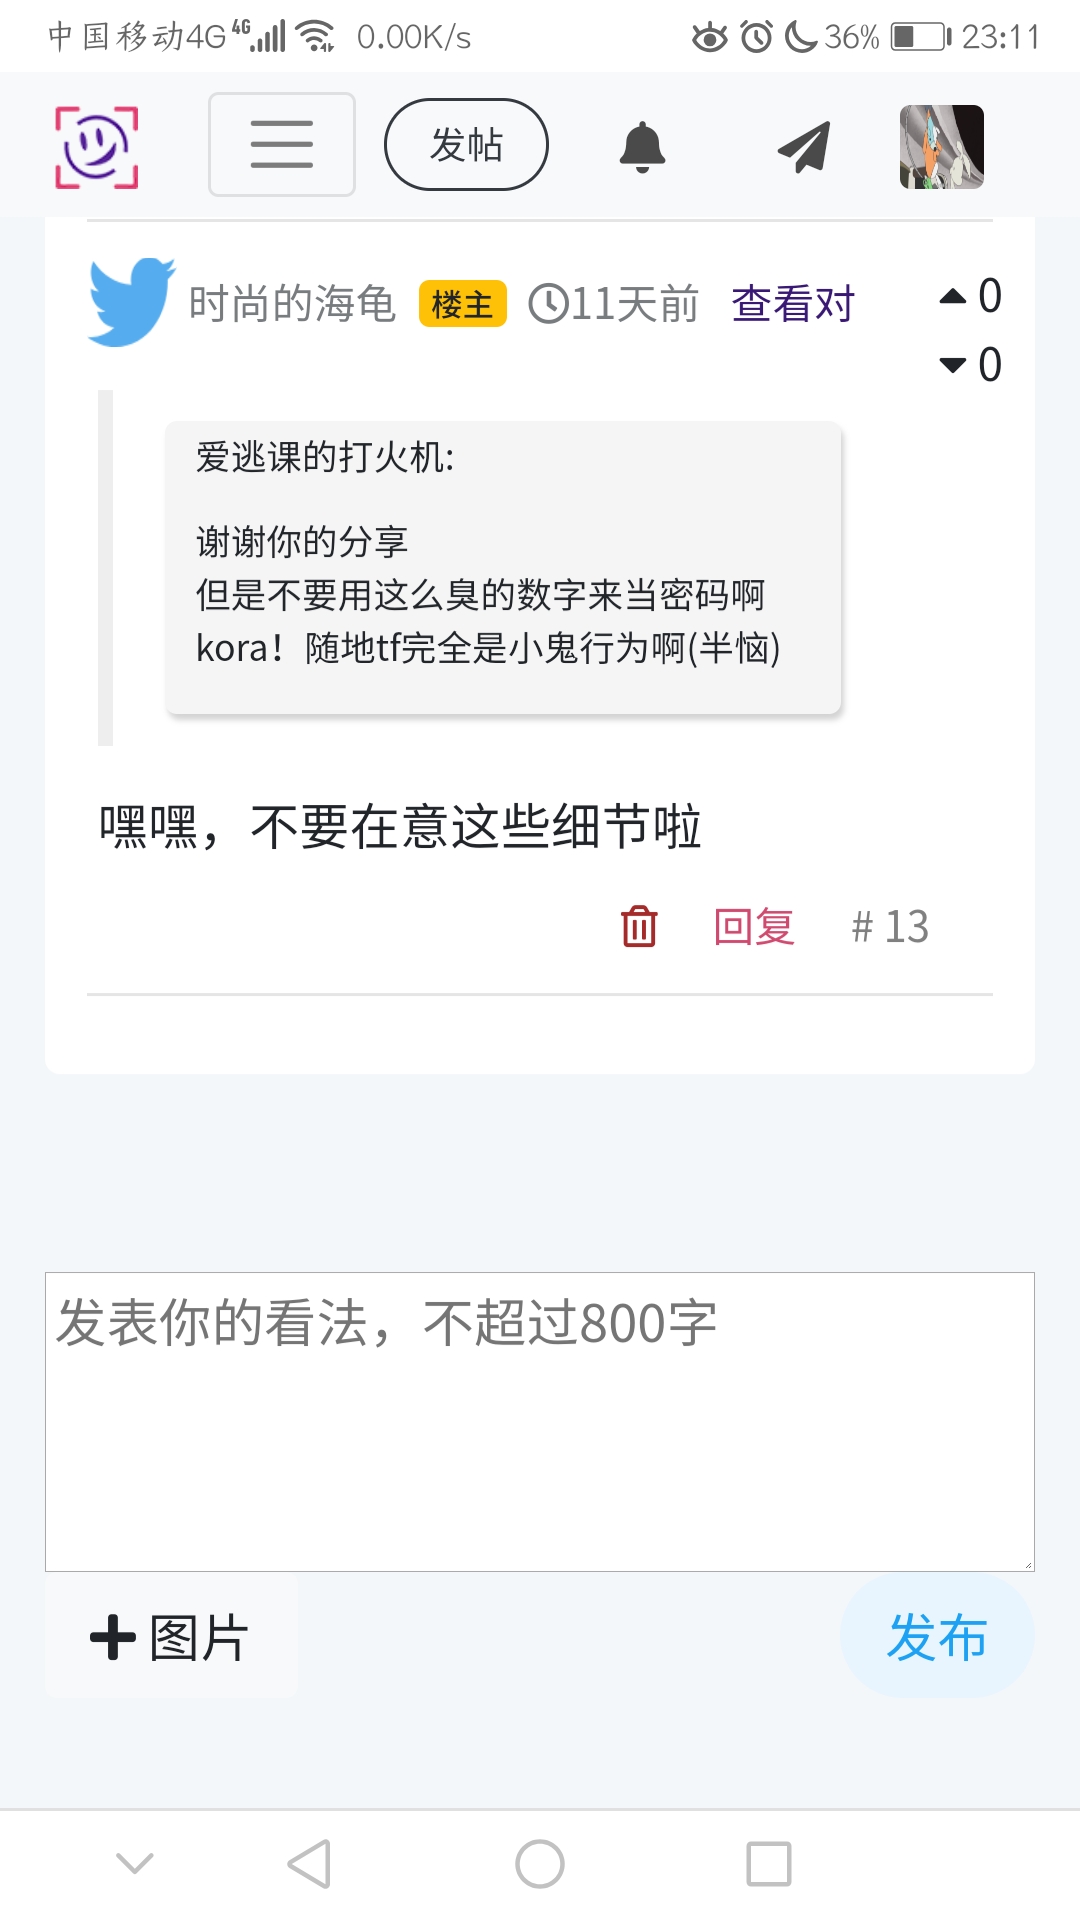 中国移动4G 4G 0.00K/s 36% 23:11
发帖
时尚的海龟 楼主 11天前 查看对 0
0
爱逃课的打火机:
谢谢你的分享
但是不要用这么臭的数字来当密码啊
kora！随地tf完全是小鬼行为啊(半恼)
嘿嘿，不要在意这些细节啦
回复 # 13
发表你的看法，不超过800字
图片 发布